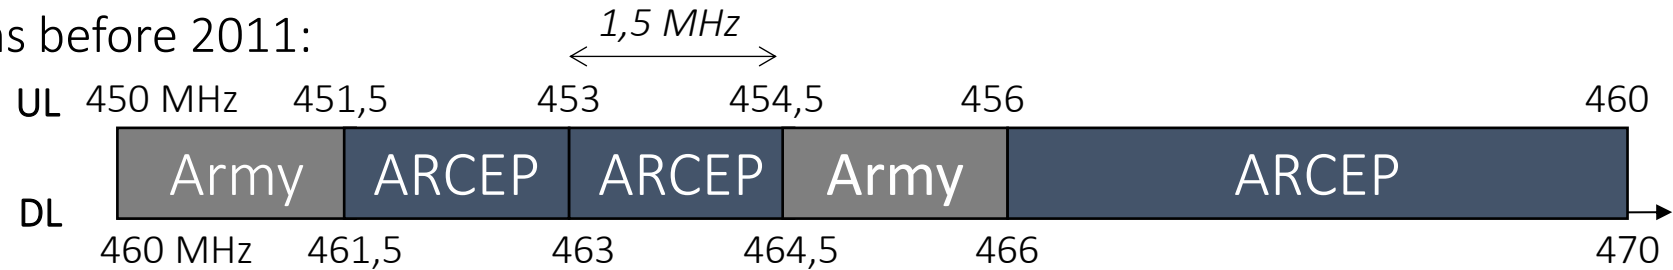 before 2011:
1,5 MHz
UL 450 MHz 451,5 453 454,5 456 460
Army ARCEP ARCEP Army ARCEP
DL
460 MHz 461,5 463 464,5 466 470